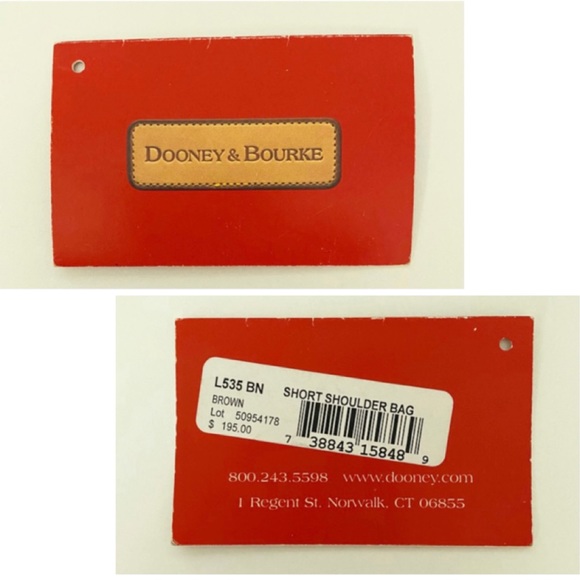 DOONEY & BOURKE
L535 BN SHORT SHOULDER BAG
BROWN
Lot 50954178
$ 195.00
7 38843 15848 9
800.243.5598 www.dooney.com
1 Regent St. Norwalk, CT 06855